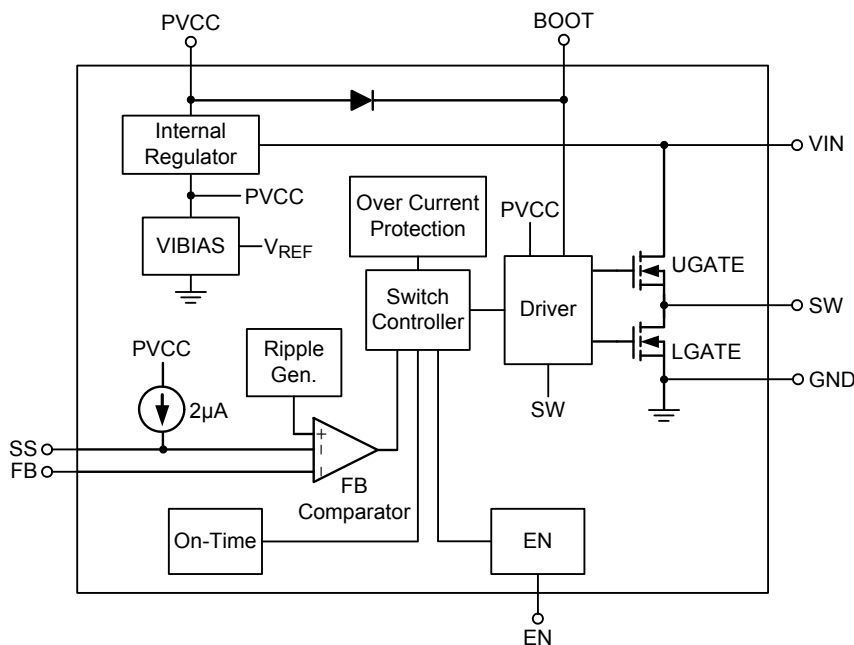 PVCC
BOOT
Internal
Regulator
VIN
PVCC
Over Current
Protection
PVCC
VIBIAS
VREF
UGATE
Switch
Controller
Driver
SW
PVCC
Ripple
Gen.
LGATE
GND
2µA
SW
SS
+
−
FB
−
FB
Comparator
On-Time
EN
EN